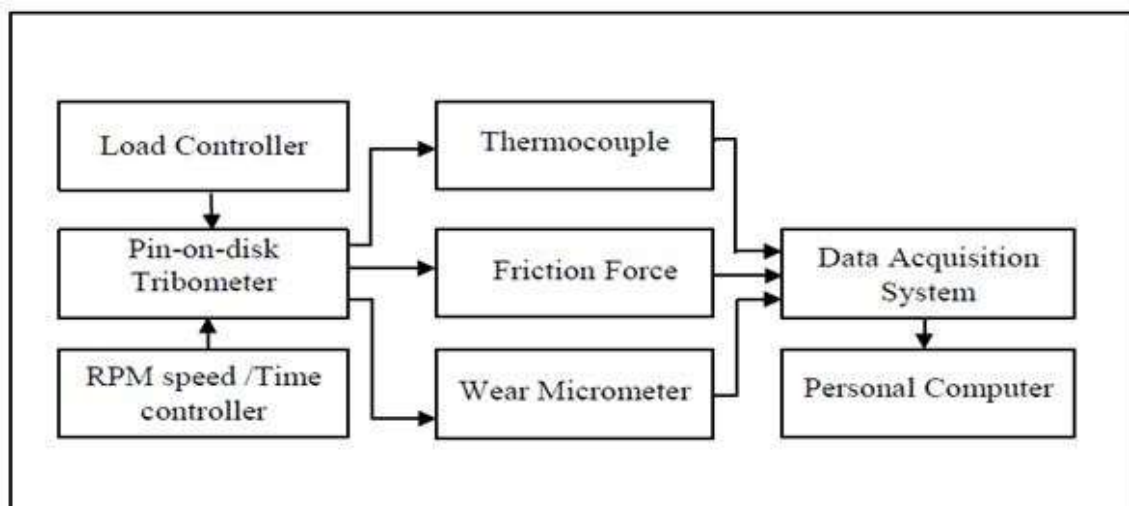 Load Controller
Pin-on-disk
Tribometer
RPM speed /Time
controller
Thermocouple
Friction Force
Wear Micrometer
Data Acquisition
System
Personal Computer